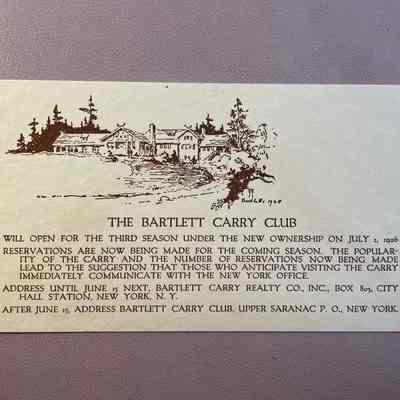 THE BARTLETT CARRY CLUB
WILL OPEN FOR THE THIRD SEASON UNDER THE NEW OWNERSHIP ON JULY 1, 1926
RESERVATIONS ARE NOW BEING MADE FOR THE COMING SEASON. THE POPULAR-
ITY OF THE CARRY AND THE NUMBER OF RESERVATIONS NOW BEING MADE
LEAD TO THE SUGGESTION THAT THOSE WHO ANTICIPATE VISITING THE CARRY
IMMEDIATELY COMMUNICATE WITH THE NEW YORK OFFICE.
ADDRESS UNTIL JUNE 15 NEXT, BARTLETT CARRY REALTY CO., INC., BOX 803, CITY
HALL STATION, NEW YORK, N. Y.
AFTER JUNE 15, ADDRESS BARTLETT CARRY CLUB, UPPER SARANAC P. O., NEW YORK.